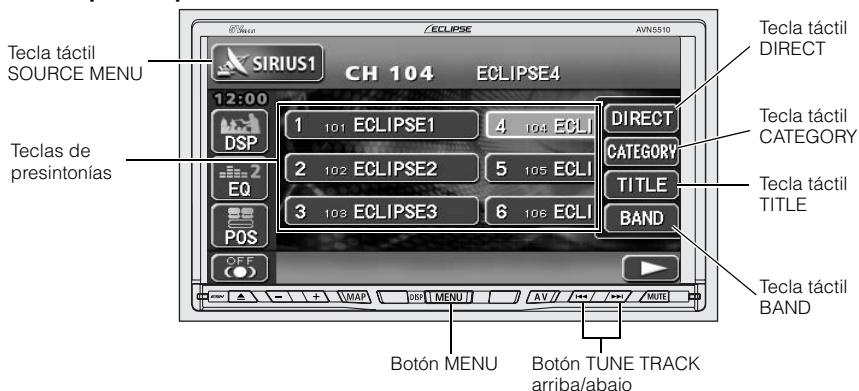 ECLIPSE
AVN5510
Tecla táctil
SOURCE MENU
Teclas de
presintonías
SIRIUS1
CH 104
ECLIPSE4
12:00
DSP
2
EQ
POS
OFF
1 101 ECLIPSE1
2 102 ECLIPSE2
3 103 ECLIPSE3
4 104 ECLI
5 105 ECLI
6 106 ECLI
DIRECT
CATEGORY
TITLE
BAND
MAP
DISP
MENU
AV
MUTE
Tecla táctil
DIRECT
Tecla táctil
CATEGORY
Tecla táctil
TITLE
Tecla táctil
BAND
Botón MENU
Botón TUNE TRACK
arriba/abajo